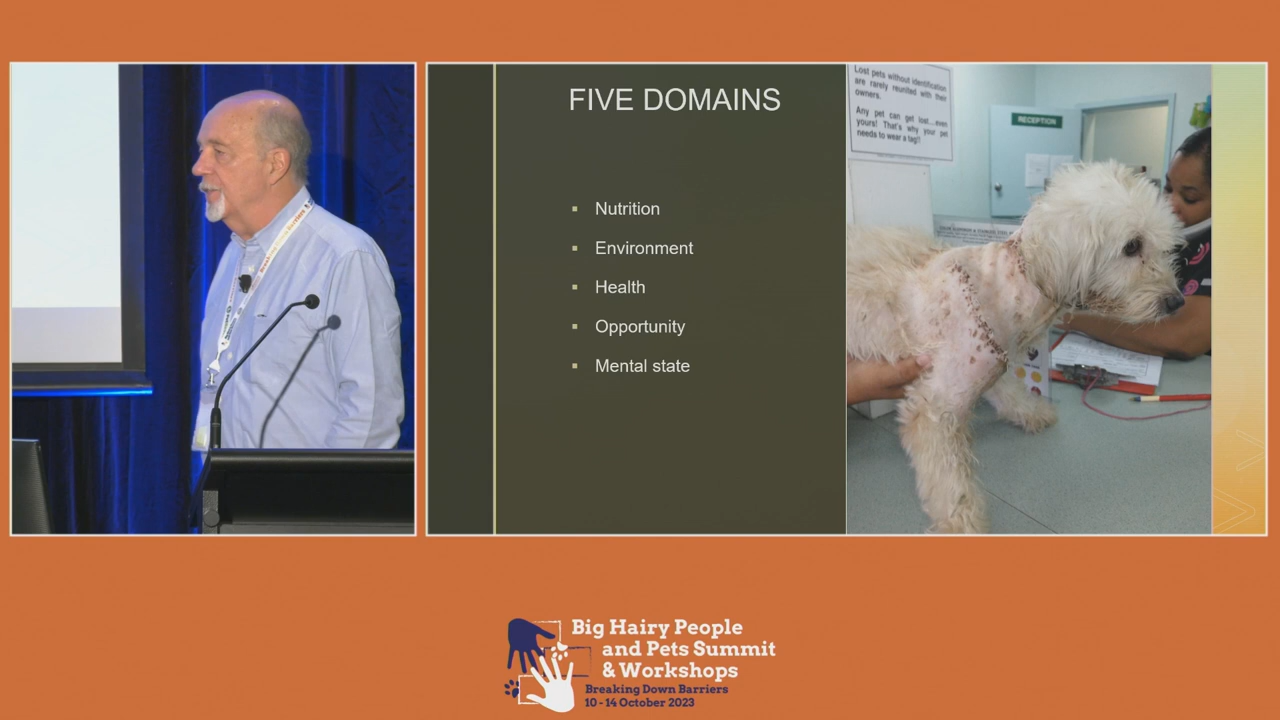 FIVE DOMAINS
Nutrition
Environment
Health
Opportunity
Mental state
Lost pets without identification
are rarely reunited with their
owners.
Any pet can get lost...even
yours! That's why your pet
needs to wear a tag!!
RECEPTION
Big Hairy People
and Pets Summit
& Workshops
Breaking Down Barriers
10 - 14 October 2023